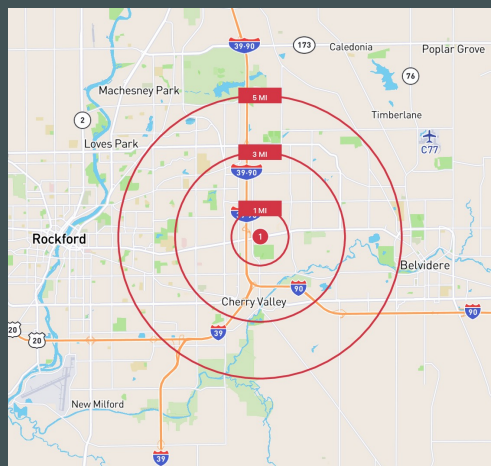 39-90
173
Caledonia
Poplar Grove
76
Machesney Park
5 MI
Timberlane
2
C77
Loves Park
3 MI
39-90
1 MI
Rockford
1
Belvidere
90
Cherry Valley
90
20
20
39
New Milford
39